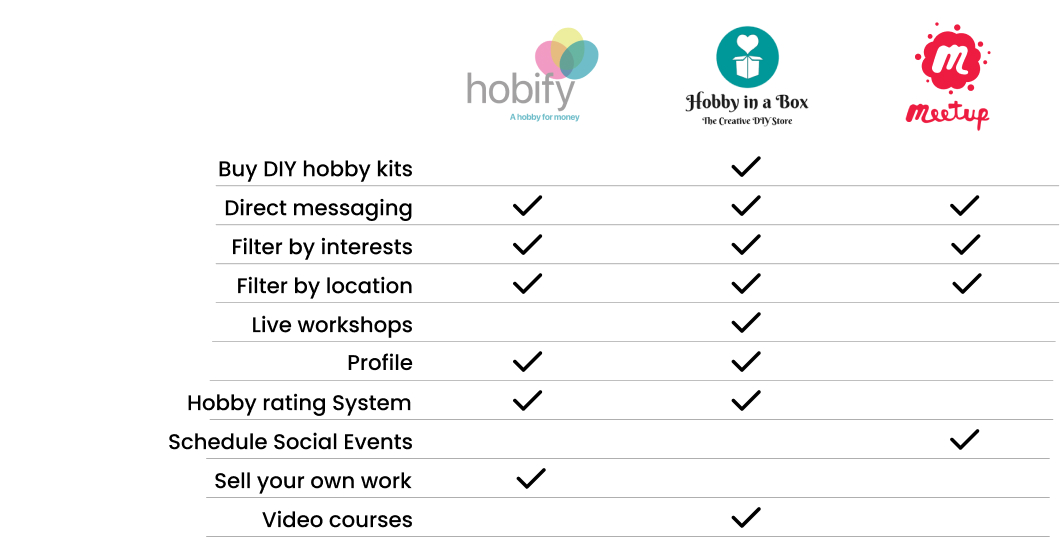 hobify
A hobby for money
Hobby in a Box
The Creative DIY Store
m
meetup
Buy DIY hobby kits
Direct messaging
Filter by interests
Filter by location
Live workshops
Profile
Hobby rating System
Schedule Social Events
Sell your own work
Video courses